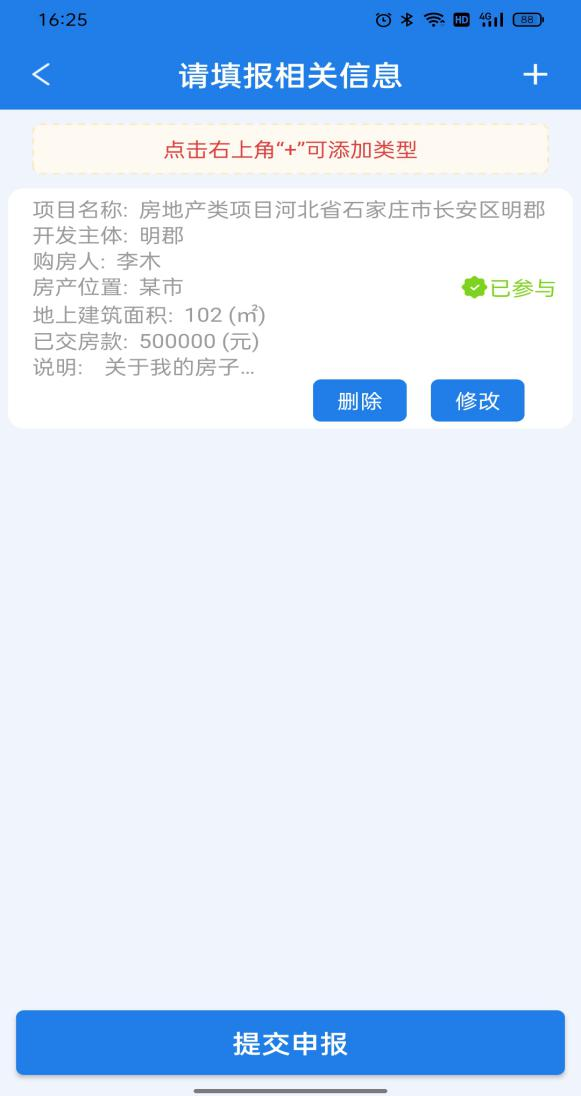 16:25
HD 4G 88
请填报相关信息
点击右上角“+”可添加类型
项目名称: 房地产类项目河北省石家庄市长安区明郡
开发主体: 明郡
购房人: 李木
房产位置: 某市
已参与
地上建筑面积: 102 (㎡)
已交房款: 500000 (元)
说明: 关于我的房子...
删除
修改
提交申报